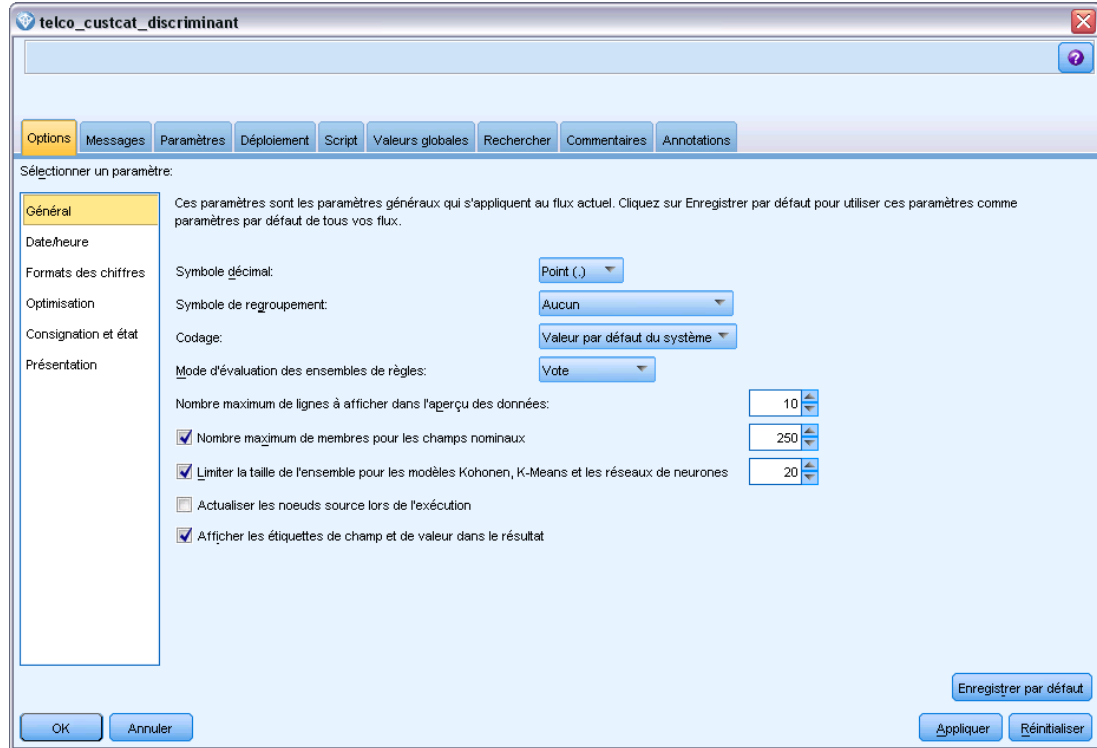 telco_custcat_discriminant
?
Options Messages Paramètres Déploiement Script Valeurs globales Rechercher Commentaires Annotations
Sélectionner un paramètre:
Général
Date/heure
Formats des chiffres
Optimisation
Consignation et état
Présentation
Ces paramètres sont les paramètres généraux qui s'appliquent au flux actuel. Cliquez sur Enregistrer par défaut pour utiliser ces paramètres comme
paramètres par défaut de tous vos flux.
Symbole décimal: Point (.)
Symbole de regroupement: Aucun
Codage: Valeur par défaut du système
Mode d'évaluation des ensembles de règles: Vote
Nombre maximum de lignes à afficher dans l'aperçu des données: 10
Nombre maximum de membres pour les champs nominaux 250
Limiter la taille de l'ensemble pour les modèles Kohonen, K-Means et les réseaux de neurones 20
Actualiser les noeuds source lors de l'exécution
Afficher les étiquettes de champ et de valeur dans le résultat
Enregistrer par défaut
OK Annuler Appliquer Réinitialiser